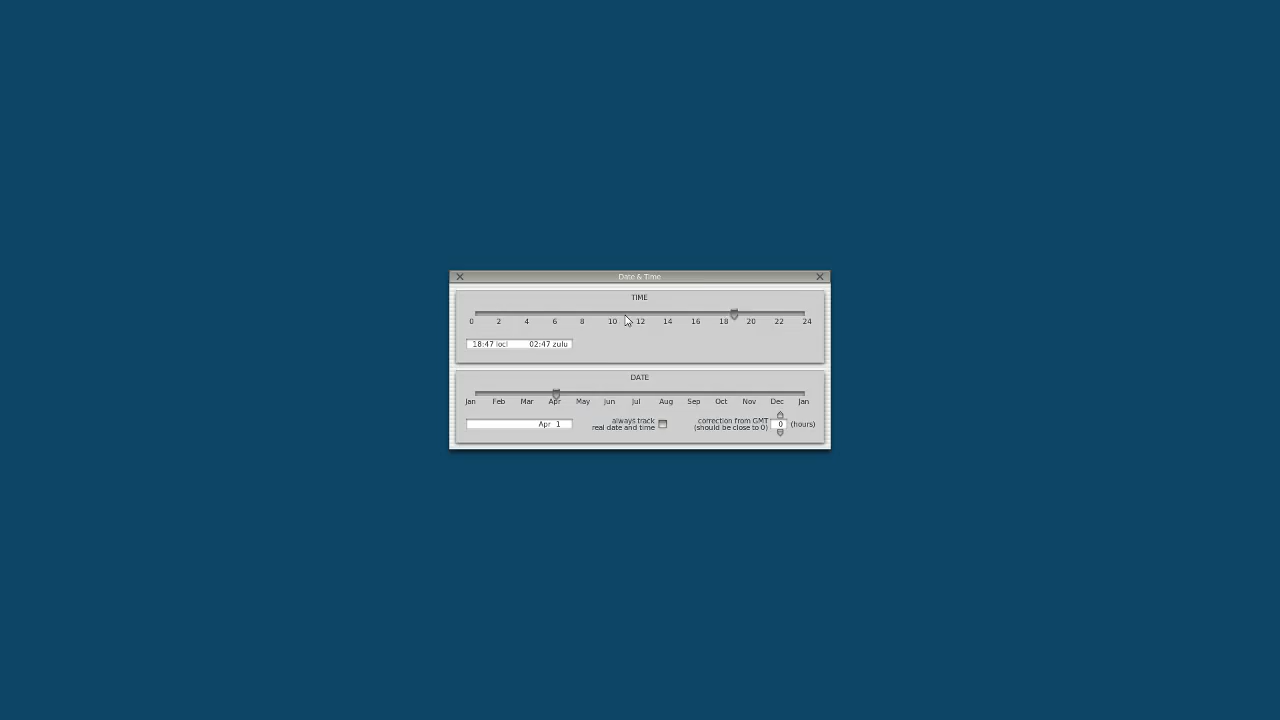 Date & Time
TIME
0 2 4 6 8 10 12 14 16 18 20 22 24
18:47 locl 02:47 zulu
DATE
Jan Feb Mar Apr May Jun Jul Aug Sep Oct Nov Dec Jan
Apr 1 always track real date and time correction from GMT (should be close to 0) 0 (hours)